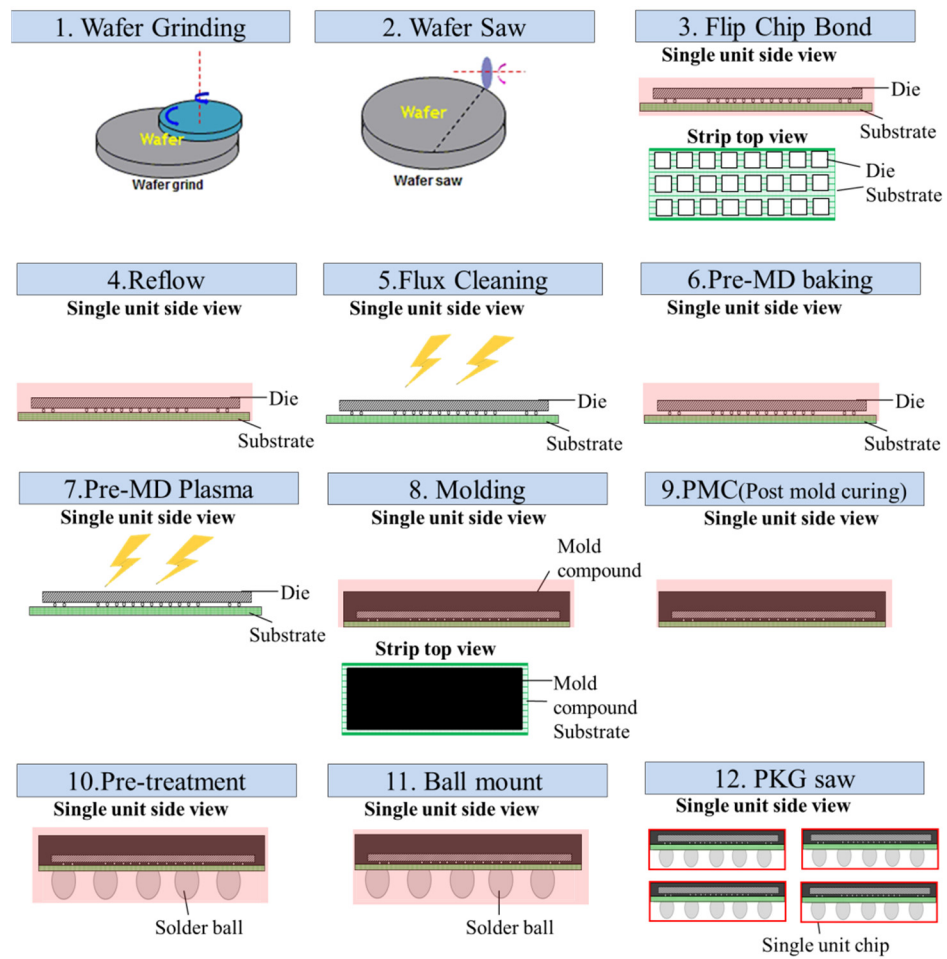 1. Wafer Grinding
Wafer
Wafer grind
2. Wafer Saw
Wafer
Wafer saw
3. Flip Chip Bond
Single unit side view
Die
Substrate
Strip top view
Die
Substrate
4.Reflow
Single unit side view
Die
Substrate
5.Flux Cleaning
Single unit side view
Die
Substrate
6.Pre-MD baking
Single unit side view
Die
Substrate
7.Pre-MD Plasma
Single unit side view
Die
Substrate
8. Molding
Single unit side view
Mold
compound
Strip top view
Mold
compound
Substrate
9.PMC(Post mold curing)
Single unit side view
10.Pre-treatment
Single unit side view
Solder ball
11. Ball mount
Single unit side view
Solder ball
12. PKG saw
Single unit side view
Single unit chip